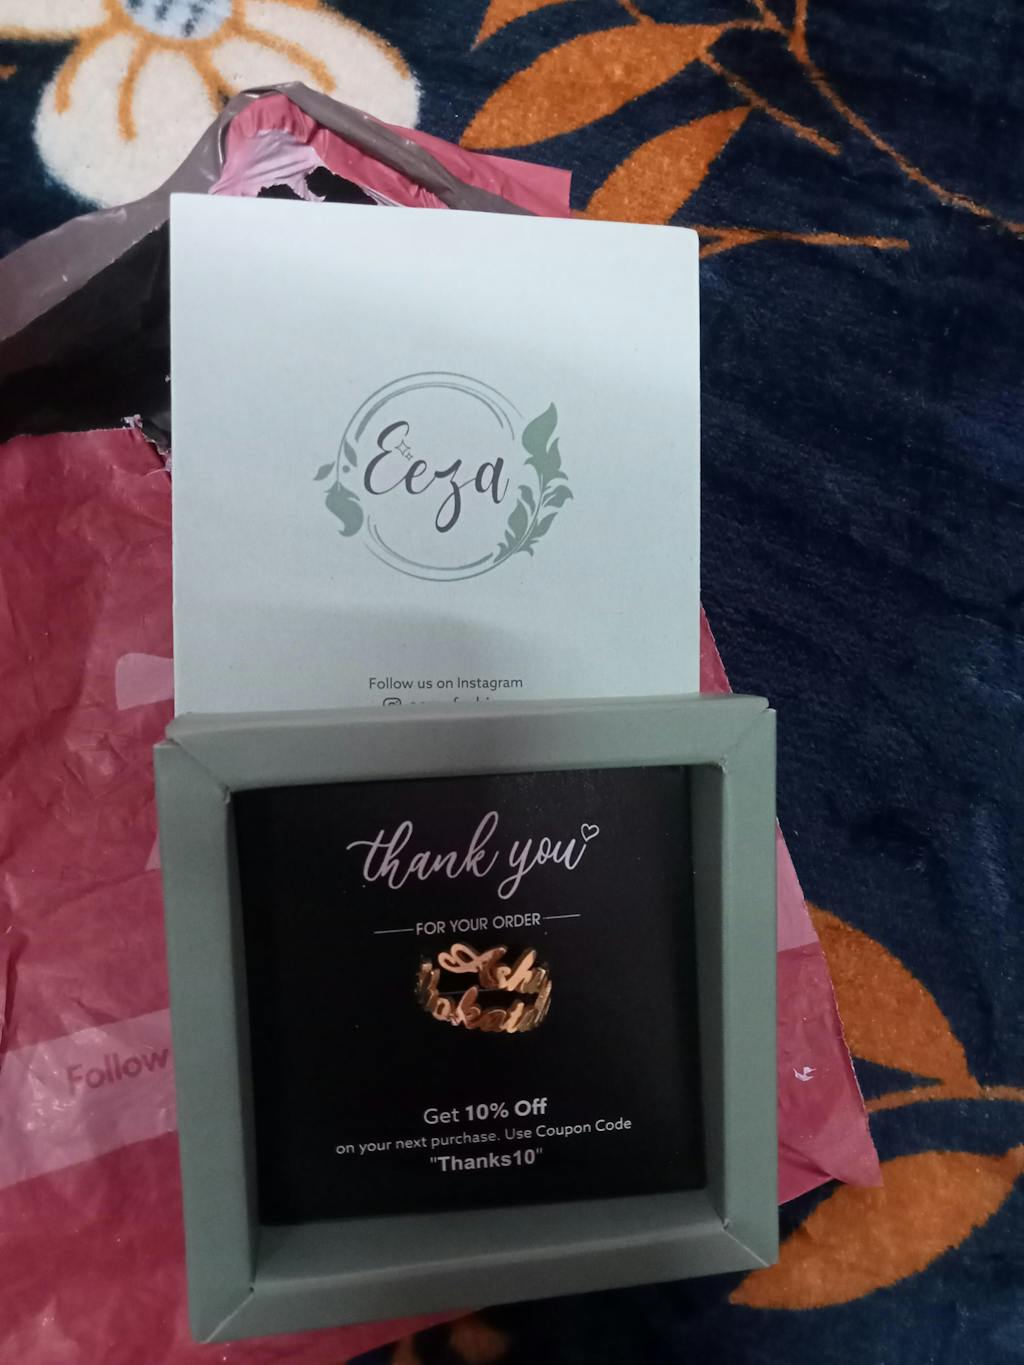 Eeza
Follow us on Instagram
thank you
FOR YOUR ORDER
Get 10% Off
on your next purchase. Use Coupon Code
"Thanks10"
Follow